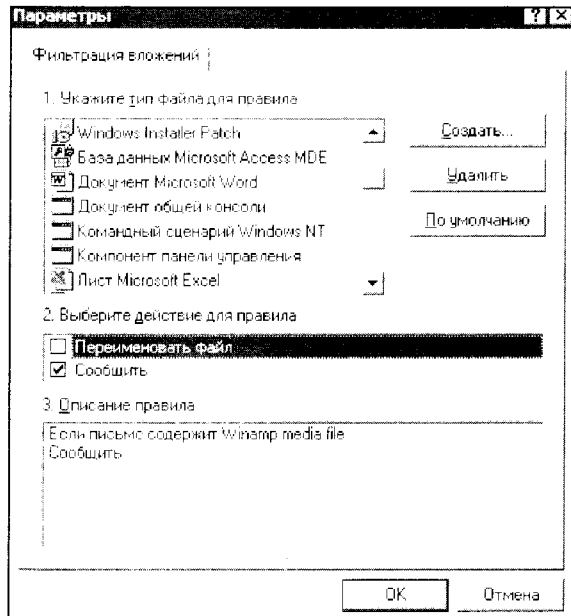 Параметры
Фильтрация вложений
1. Укажите тип файла для правила
Windows Installer Patch
База данных Microsoft Access MDE
Документ Microsoft Word
Документ общей консоли
Командный сценарий Windows NT
Компонент панели управления
Лист Microsoft Excel
Создать...
Удалить
По умолчанию
2. Выберите действие для правила
Переименовать файл
Сообщить
3. Описание правила
Если письмо содержит Winamp media file
Сообщить
OK
Отмена